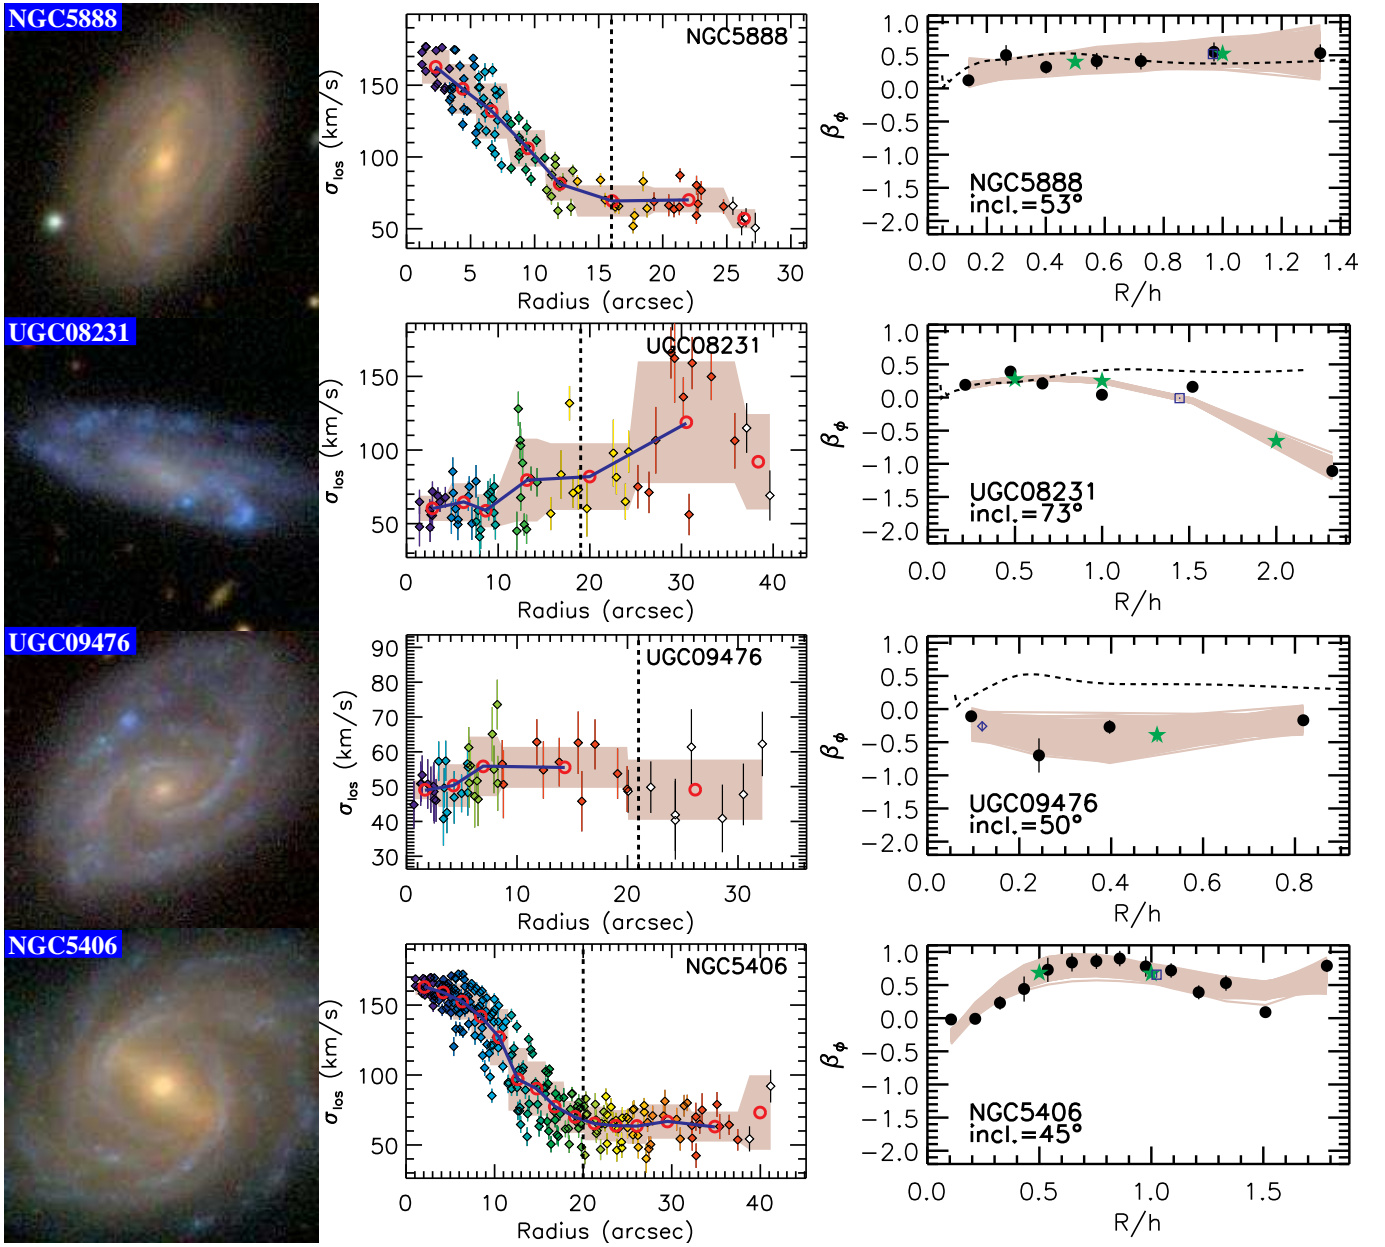 NGC5888
NGC5888
150
100
50
σlos (km/s)
0 5 10 15 20 25 30
Radius (arcsec)
1.0
0.5
0.0
−0.5
−1.0
−1.5
−2.0
βϕ
NGC5888
incl.=53°
0.0 0.2 0.4 0.6 0.8 1.0 1.2 1.4
R/h
UGC08231
UGC08231
150
100
50
σlos (km/s)
0 10 20 30 40
Radius (arcsec)
1.0
0.5
0.0
−0.5
−1.0
−1.5
−2.0
βϕ
UGC08231
incl.=73°
0.5 1.0 1.5 2.0
R/h
UGC09476
UGC09476
90
80
70
60
50
40
30
σlos (km/s)
0 10 20 30
Radius (arcsec)
1.0
0.5
0.0
−0.5
−1.0
−1.5
−2.0
βϕ
UGC09476
incl.=50°
0.0 0.2 0.4 0.6 0.8
R/h
NGC5406
NGC5406
150
100
50
σlos (km/s)
0 10 20 30 40
Radius (arcsec)
1.0
0.5
0.0
−0.5
−1.0
−1.5
−2.0
βϕ
NGC5406
incl.=45°
0.0 0.5 1.0 1.5
R/h